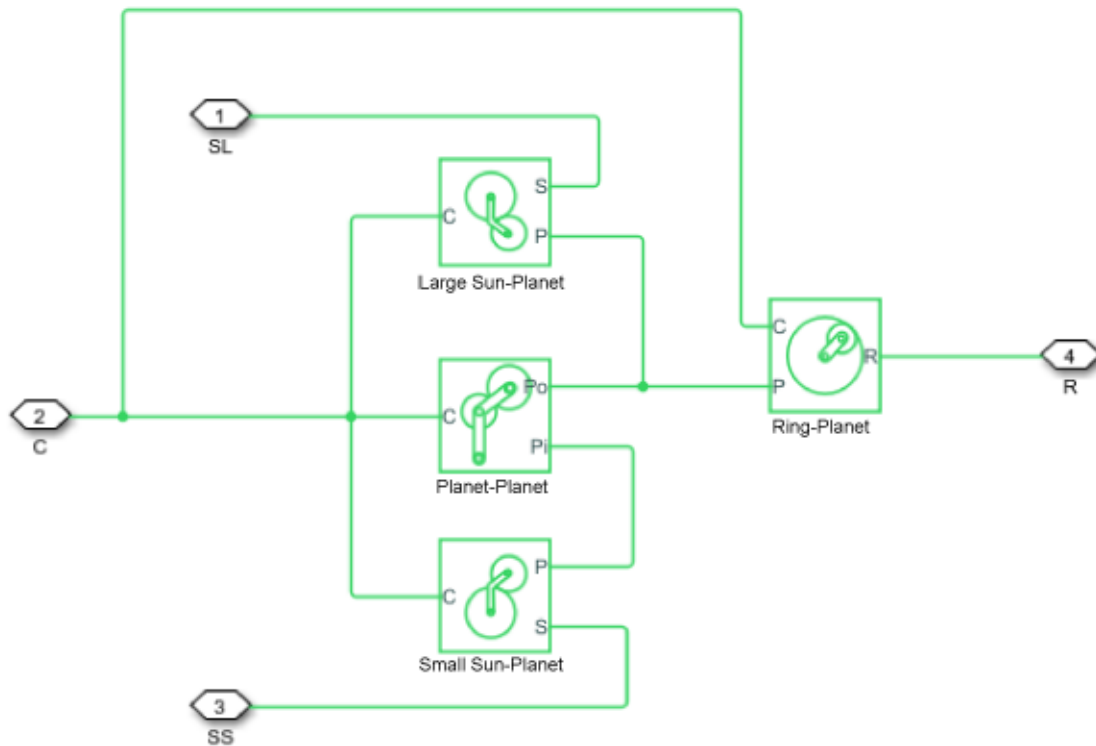 1
SL
S
C
P
Large Sun-Planet
C
R
4
P
R
Ring-Planet
Po
2
C
C
Pi
Planet-Planet
P
C
S
Small Sun-Planet
3
SS